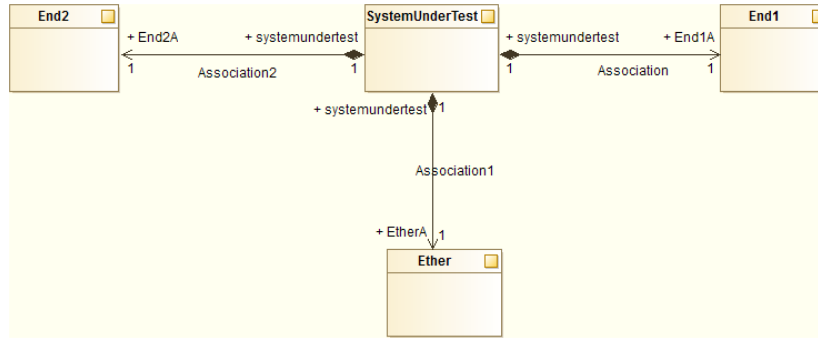 End2
SystemUnderTest
End1
+ End2A
+ systemundertest
+ systemundertest
+ End1A
1
1
1
1
Association2
Association
+ systemundertest
1
Association1
+ EtherA
1
Ether